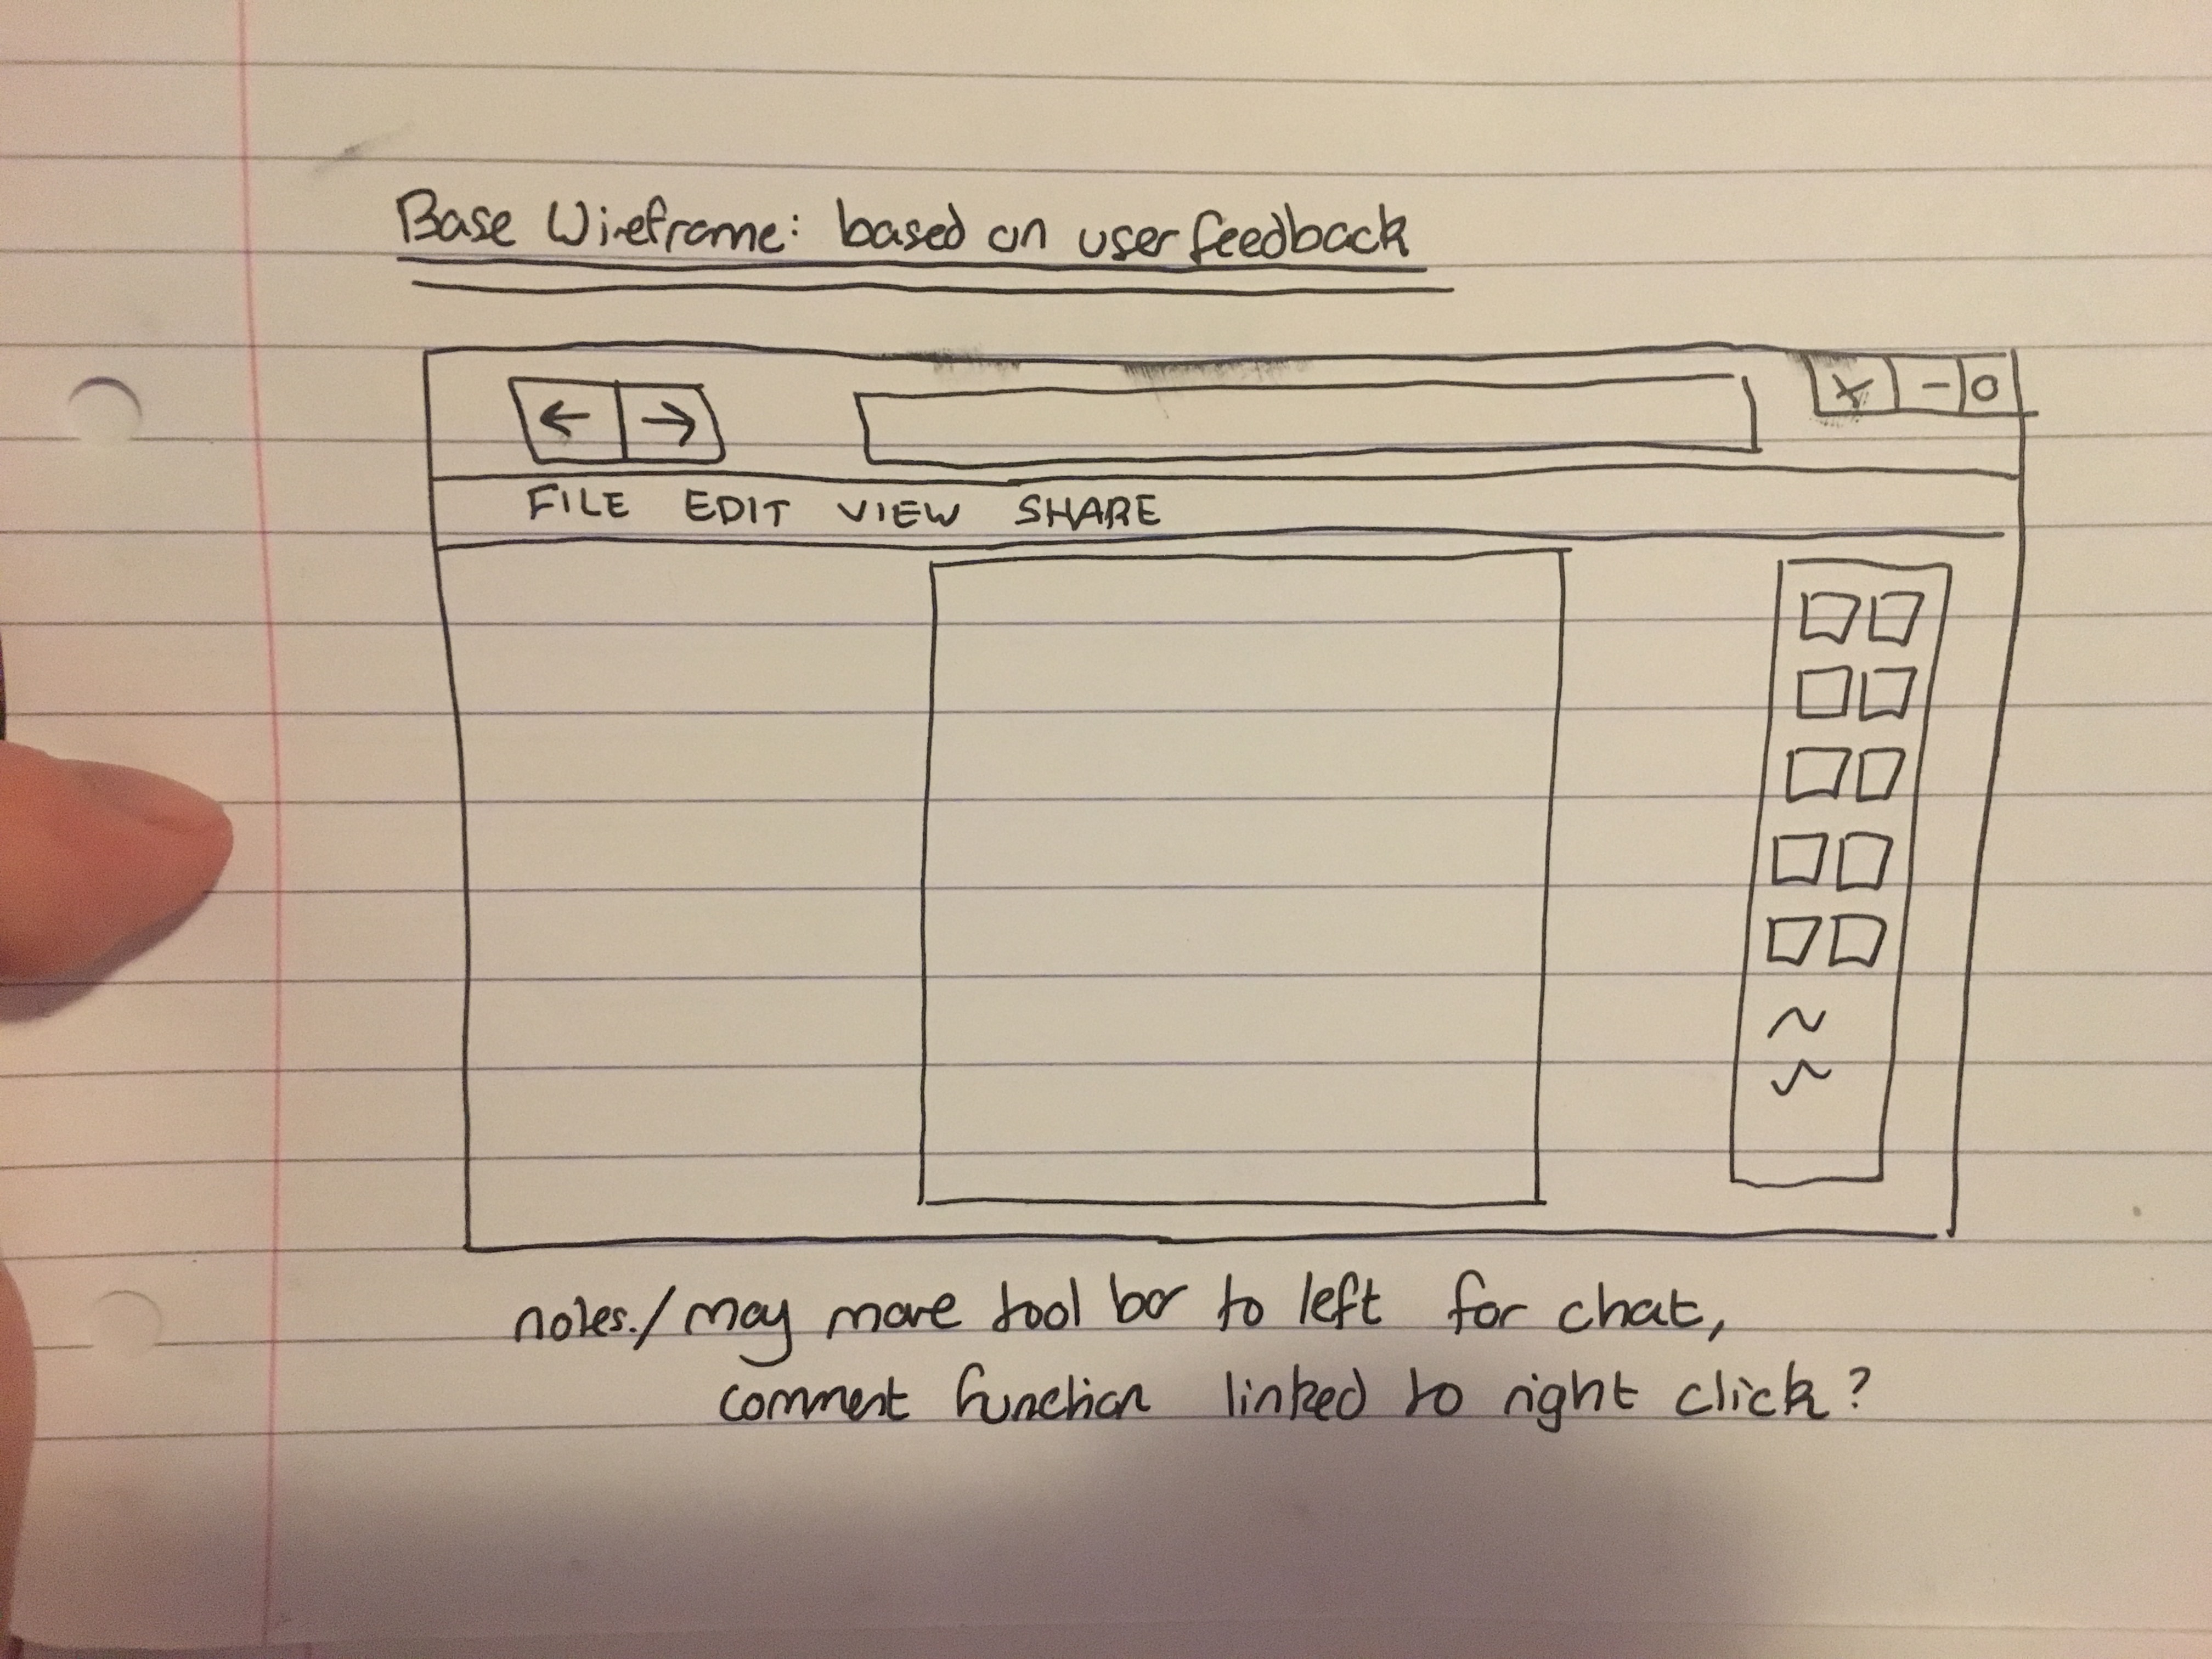 Base Wireframe: based on user feedback
← → X - O
FILE EDIT VIEW SHARE
notes./ may move tool bar to left for chat,
comment function linked to right click?